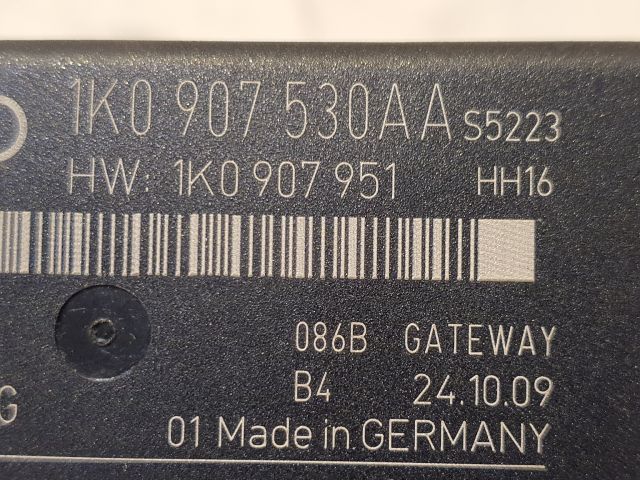 1K0 907 530AA S5223
HW: 1K0 907 951 HH16
086B GATEWAY
B4 24.10.09
G
01 Made in GERMANY